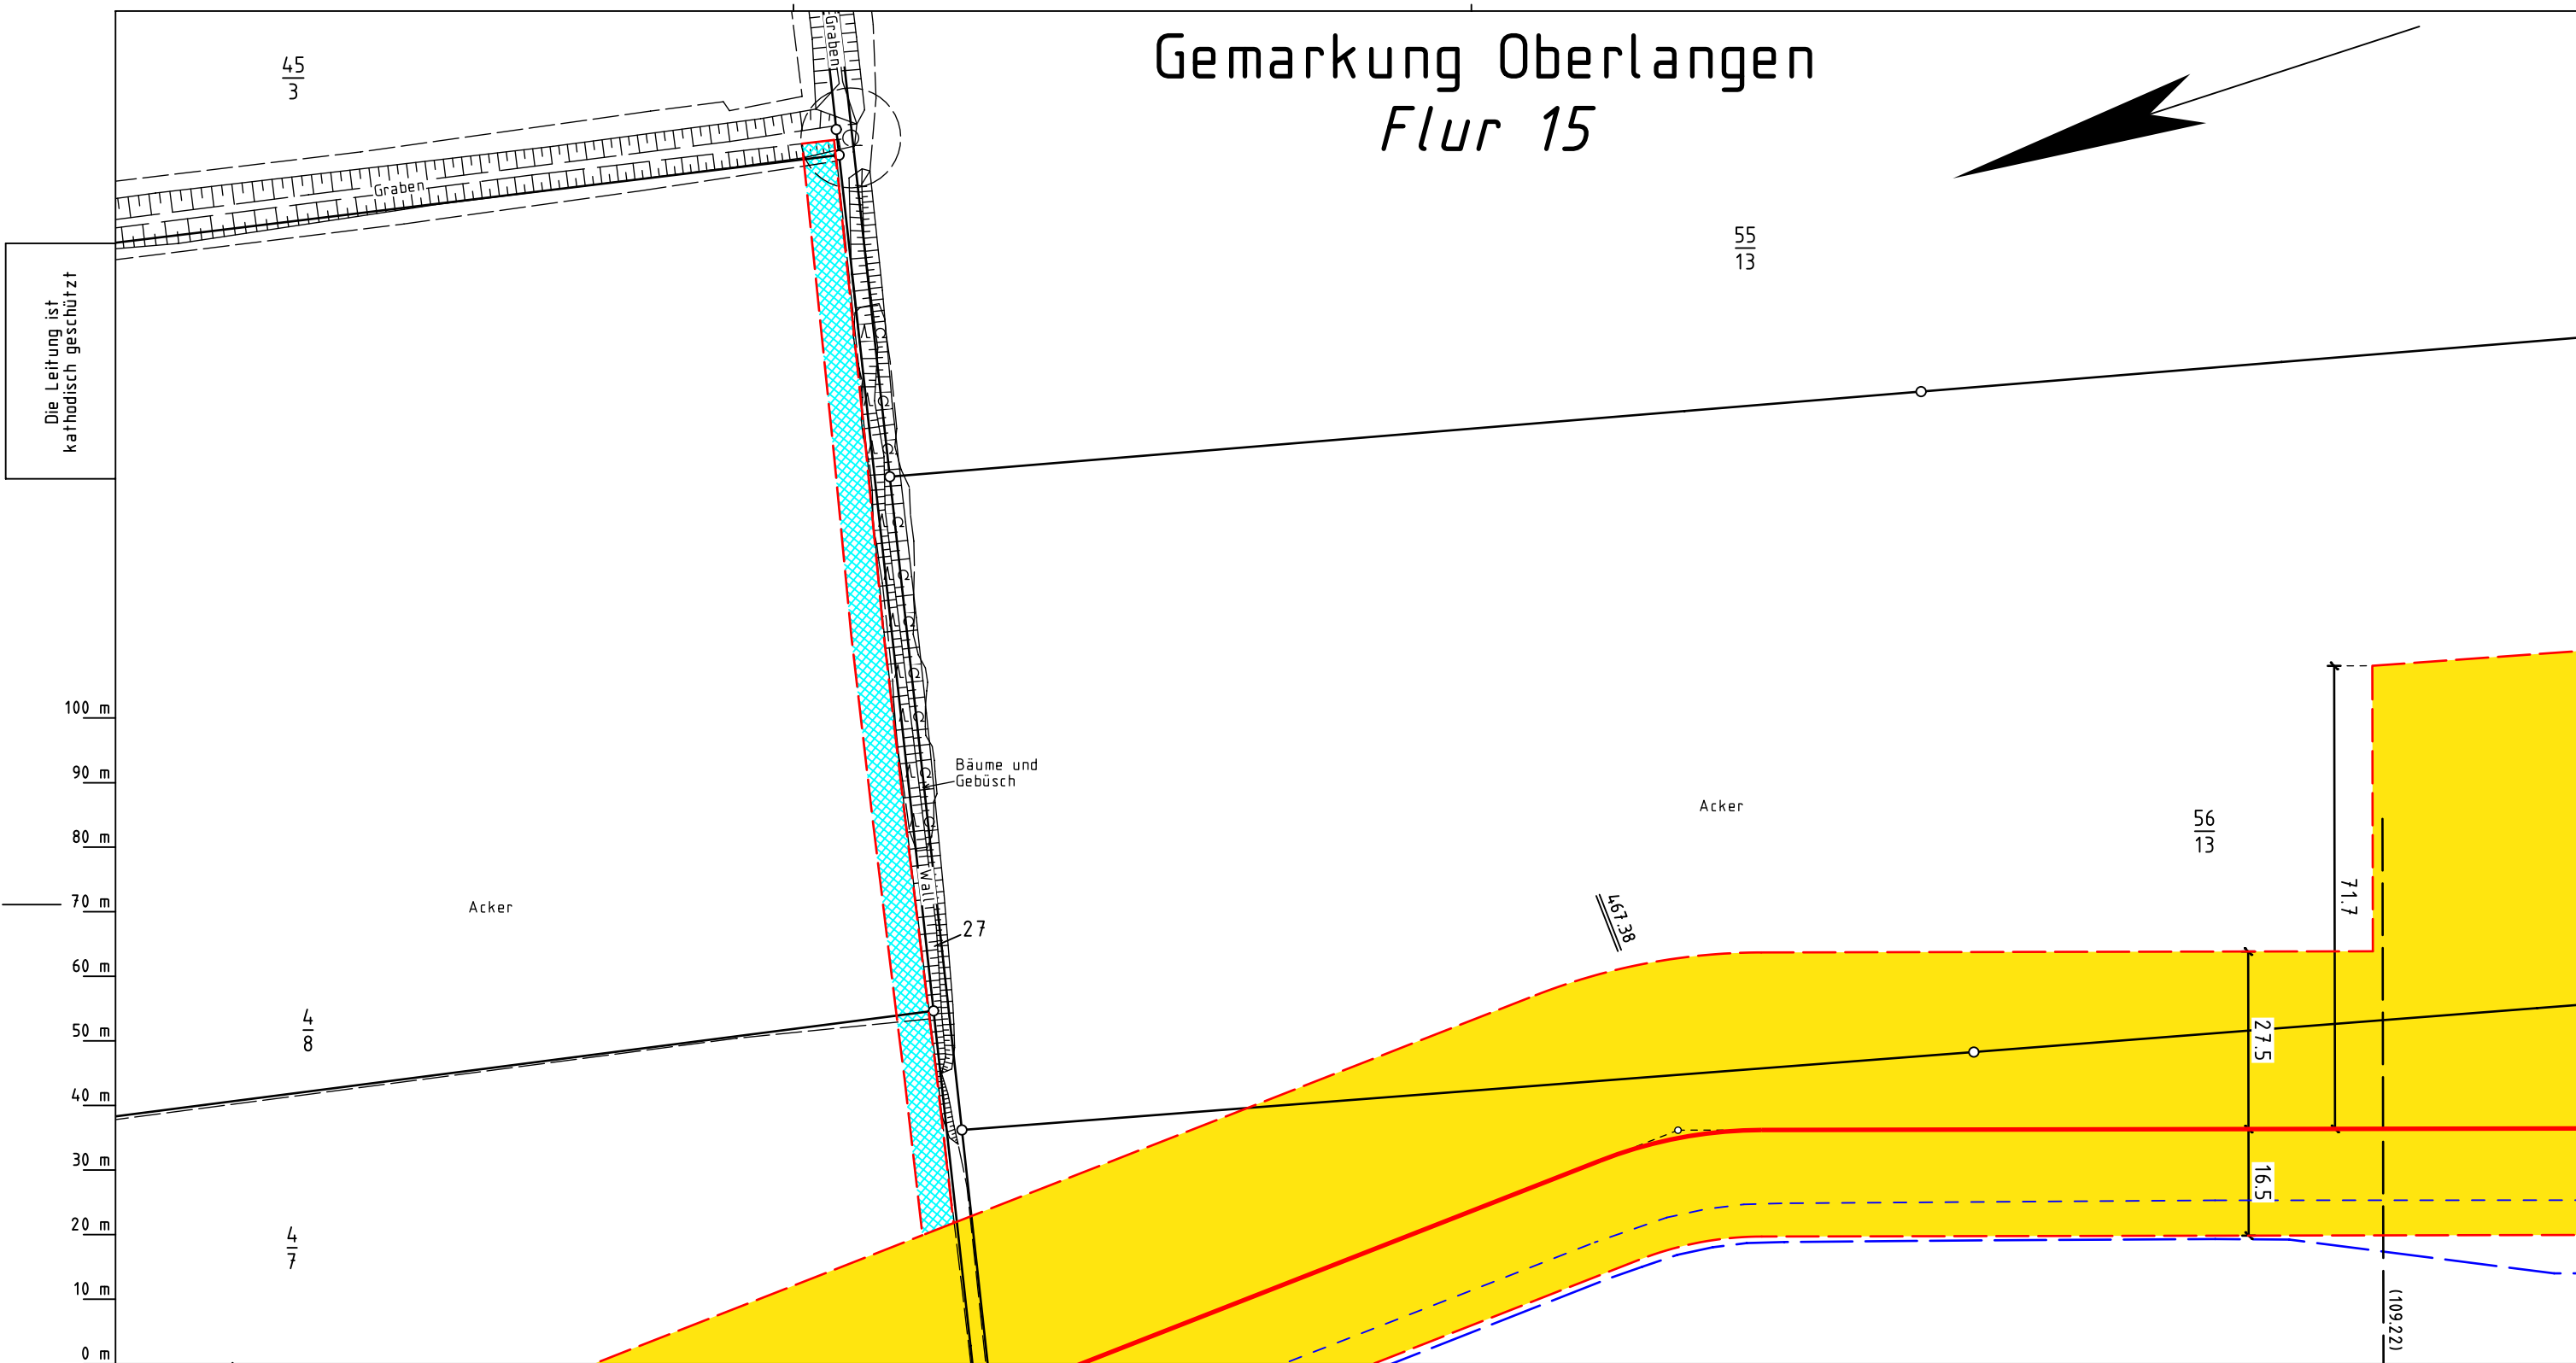 Gemarkung Oberlangen
Flur 15
45
3
Graben
Graben
55
13
Die Leitung ist
kathodisch geschützt
Bäume und
Gebüsch
Acker
56
13
Wall
27
Acker
467.38
71.7
27.5
16.5
(109.22)
4
8
4
7
100 m
90 m
80 m
70 m
60 m
50 m
40 m
30 m
20 m
10 m
0 m